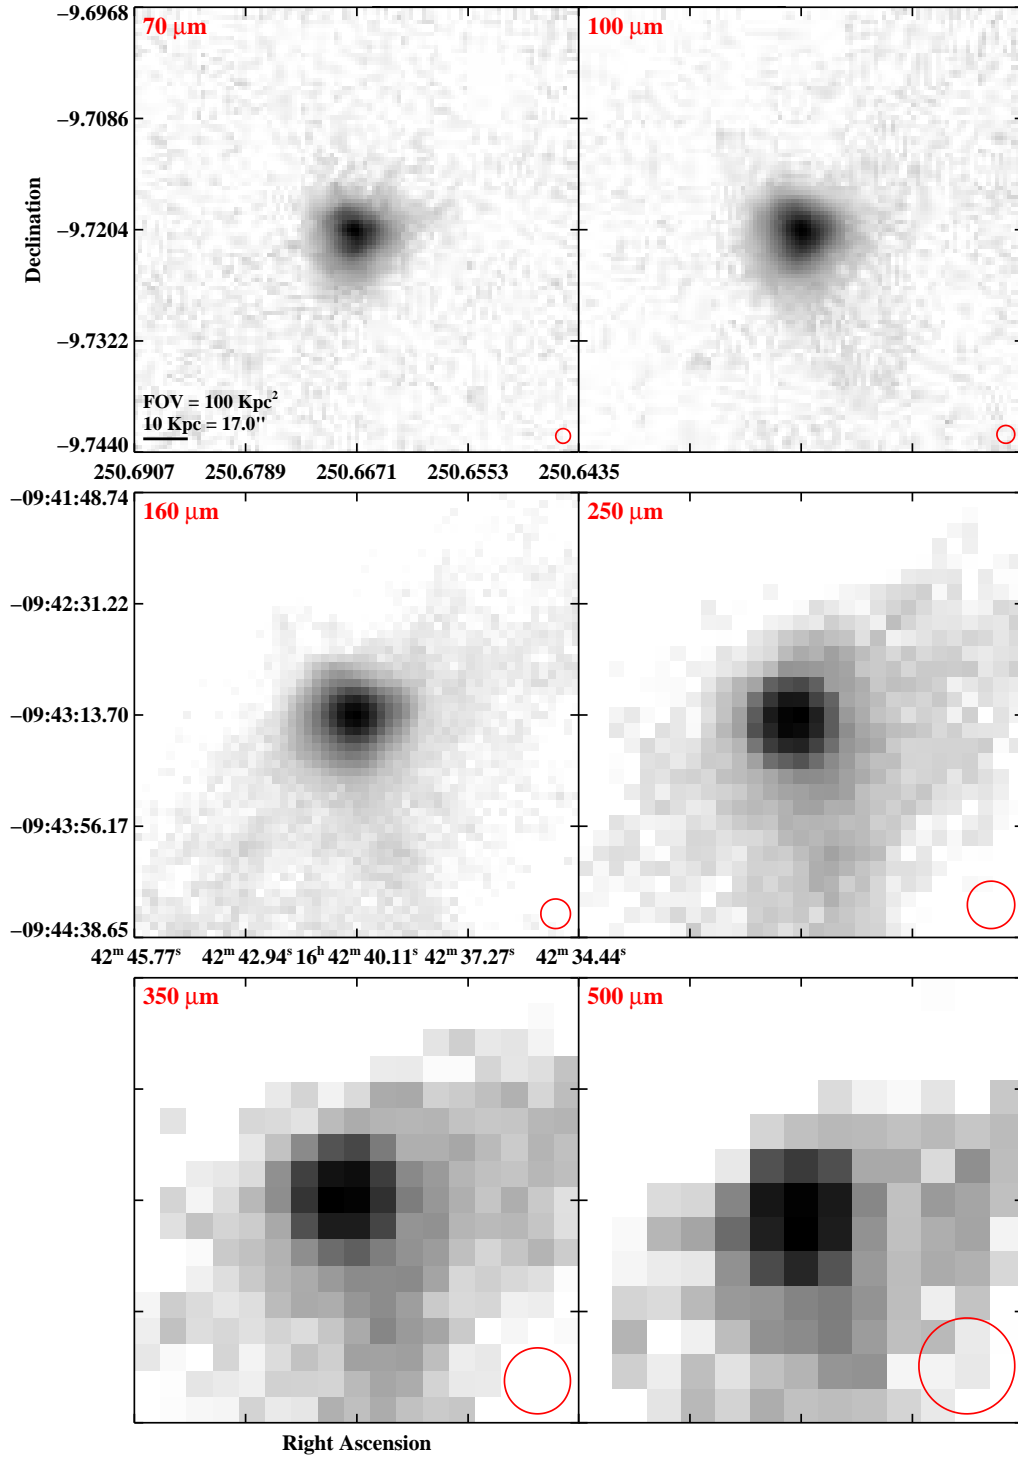 70 μm
100 μm
−9.6968
−9.7086
−9.7204
−9.7322
−9.7440
Declination
FOV = 100 Kpc²
10 Kpc = 17.0"
250.6907 250.6789 250.6671 250.6553 250.6435
160 μm
250 μm
−09:41:48.74
−09:42:31.22
−09:43:13.70
−09:43:56.17
−09:44:38.65
42ᵐ 45.77ˢ 42ᵐ 42.94ˢ 16ʰ 42ᵐ 40.11ˢ 42ᵐ 37.27ˢ 42ᵐ 34.44ˢ
350 μm
500 μm
Right Ascension